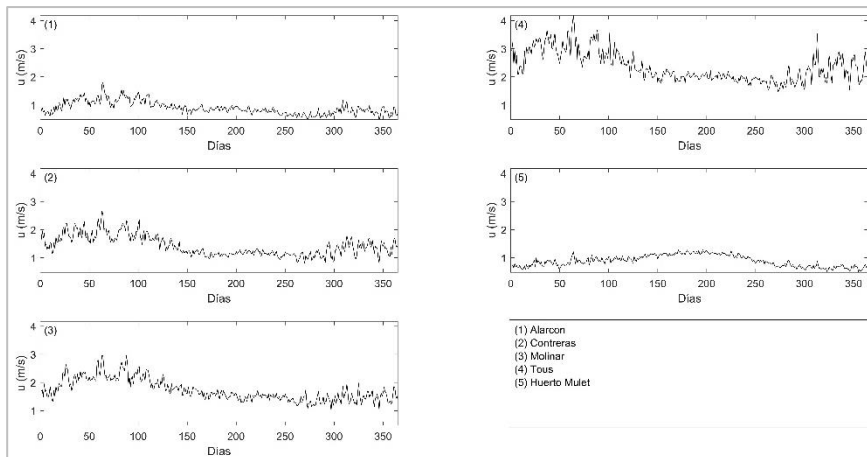 (1)
4
3
2
1
u (m/s)
0 50 100 150 200 250 300 350
Días
(2)
4
3
2
1
u (m/s)
0 50 100 150 200 250 300 350
Días
(3)
4
3
2
1
u (m/s)
0 50 100 150 200 250 300 350
Días
(4)
4
3
2
1
u (m/s)
0 50 100 150 200 250 300 350
Días
(5)
4
3
2
1
u (m/s)
0 50 100 150 200 250 300 350
Días
(1) Alarcon
(2) Contreras
(3) Molinar
(4) Tous
(5) Huerto Mulet